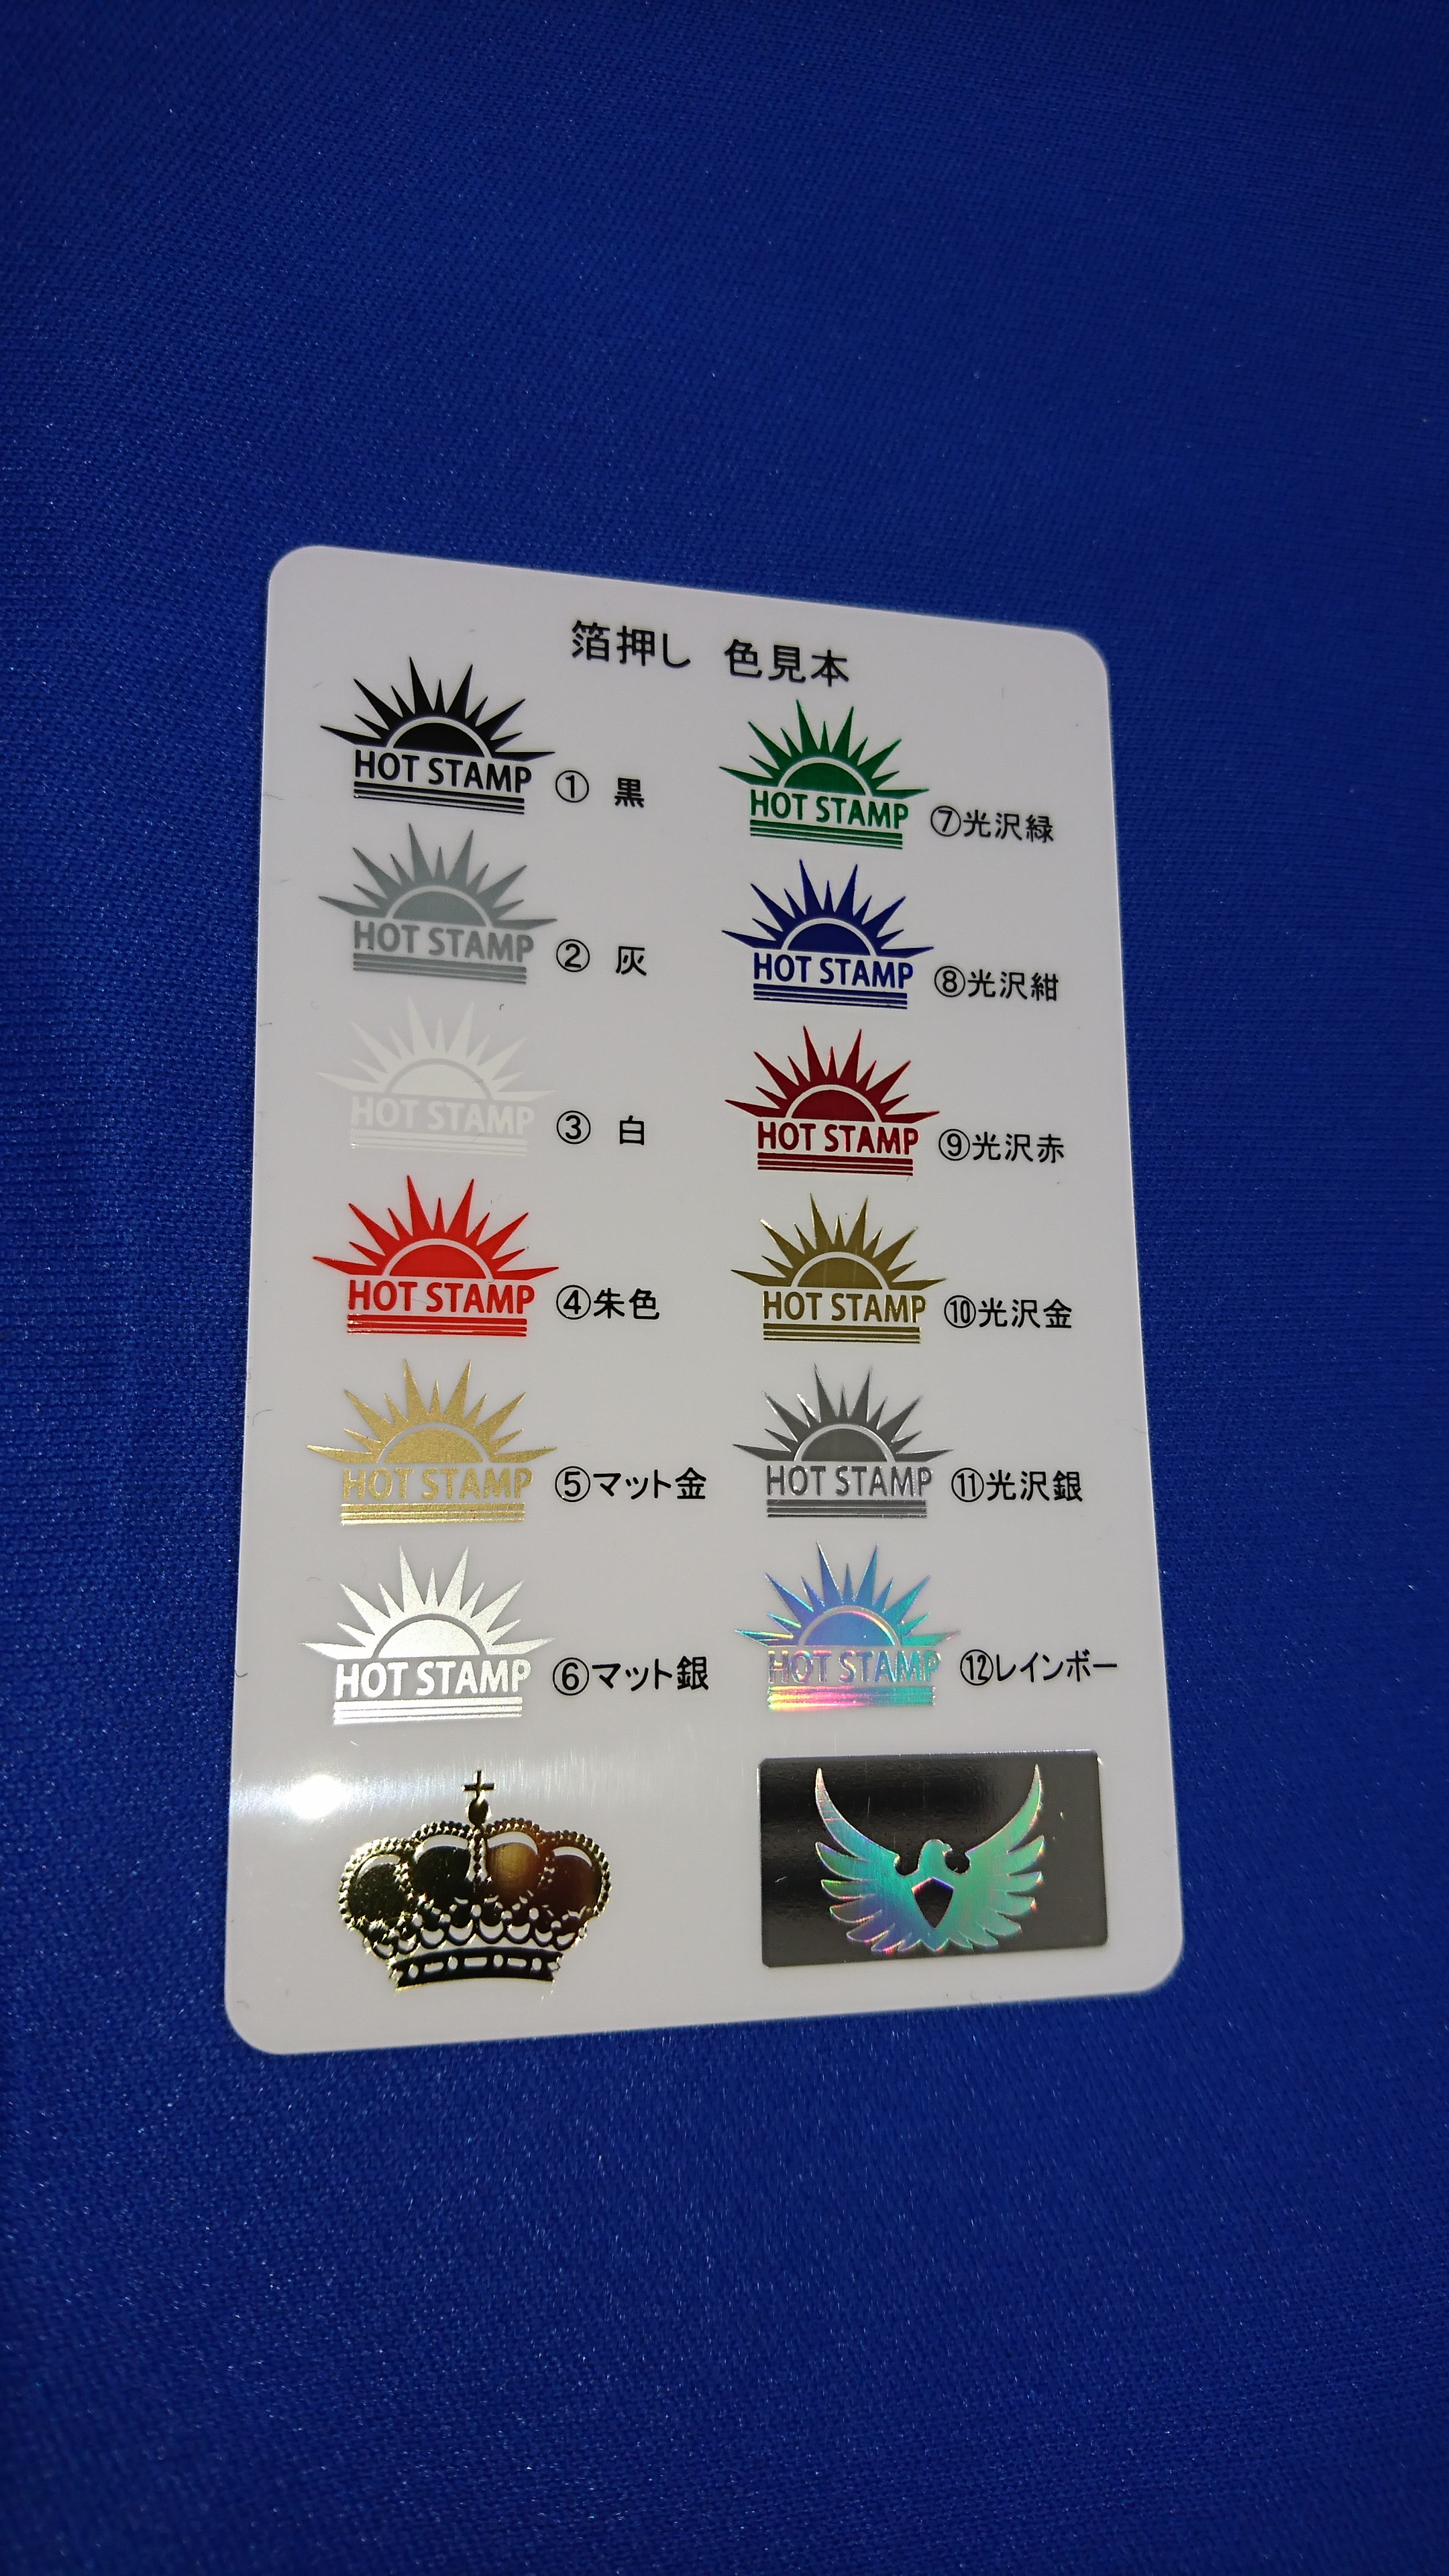 箔押し 色見本
HOT STAMP ① 黒
HOT STAMP ② 灰
HOT STAMP ③ 白
HOT STAMP ④朱色
HOT STAMP ⑤マット金
HOT STAMP ⑥マット銀
HOT STAMP ⑦光沢緑
HOT STAMP ⑧光沢紺
HOT STAMP ⑨光沢赤
HOT STAMP ⑩光沢金
HOT STAMP ⑪光沢銀
HOT STAMP ⑫レインボー